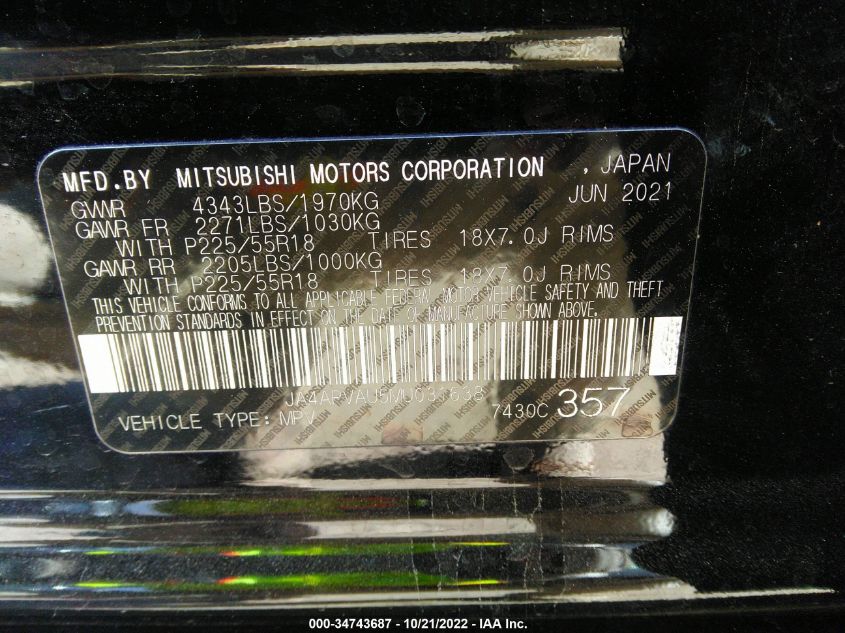 MFD.BY MITSUBISHI MOTORS CORPORATION , JAPAN
GVWR 4343LBS/1970KG JUN 2021
GAWR FR 2271LBS/1030KG
WITH P225/55R18 TIRES 18X7.0J RIMS
GAWR RR 2205LBS/1000KG
WITH P225/55R18 TIRES 18X7.0J RIMS
THIS VEHICLE CONFORMS TO ALL APPLICABLE FEDERAL MOTOR VEHICLE SAFETY AND THEFT
PREVENTION STANDARDS IN EFFECT ON THE DATE OF MANUFACTURE SHOWN ABOVE.
VEHICLE TYPE: MPV 7430C 357
000-34743687 - 10/21/2022 - IAA Inc.